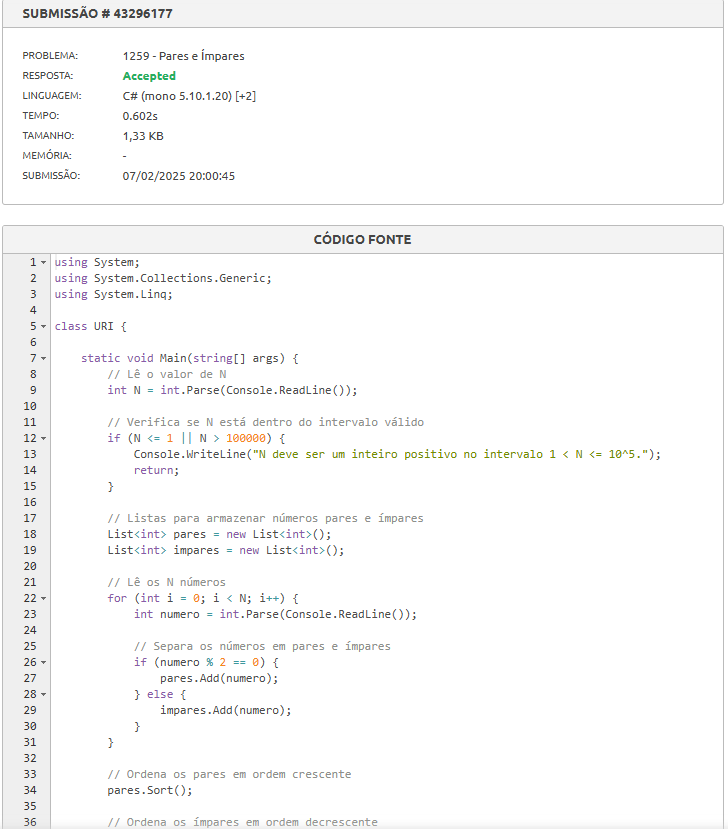 SUBMISSÃO # 43296177
PROBLEMA: 1259 - Pares e Ímpares
RESPOSTA: Accepted
LINGUAGEM: C# (mono 5.10.1.20) [+2]
TEMPO: 0.602s
TAMANHO: 1,33 KB
MEMÓRIA: -
SUBMISSÃO: 07/02/2025 20:00:45
CÓDIGO FONTE
1 using System;
2 using System.Collections.Generic;
3 using System.Linq;
4
5 class URI {
6
7     static void Main(string[] args) {
8         // Lê o valor de N
9         int N = int.Parse(Console.ReadLine());
10
11         // Verifica se N está dentro do intervalo válido
12         if (N <= 1 || N > 100000) {
13             Console.WriteLine("N deve ser um inteiro positivo no intervalo 1 < N <= 10^5.");
14             return;
15         }
16
17         // Listas para armazenar números pares e ímpares
18         List<int> pares = new List<int>();
19         List<int> impares = new List<int>();
20
21         // Lê os N números
22         for (int i = 0; i < N; i++) {
23             int numero = int.Parse(Console.ReadLine());
24
25             // Separa os números em pares e ímpares
26             if (numero % 2 == 0) {
27                 pares.Add(numero);
28             } else {
29                 impares.Add(numero);
30             }
31         }
32
33         // Ordena os pares em ordem crescente
34         pares.Sort();
35
36         // Ordena os ímpares em ordem decrescente